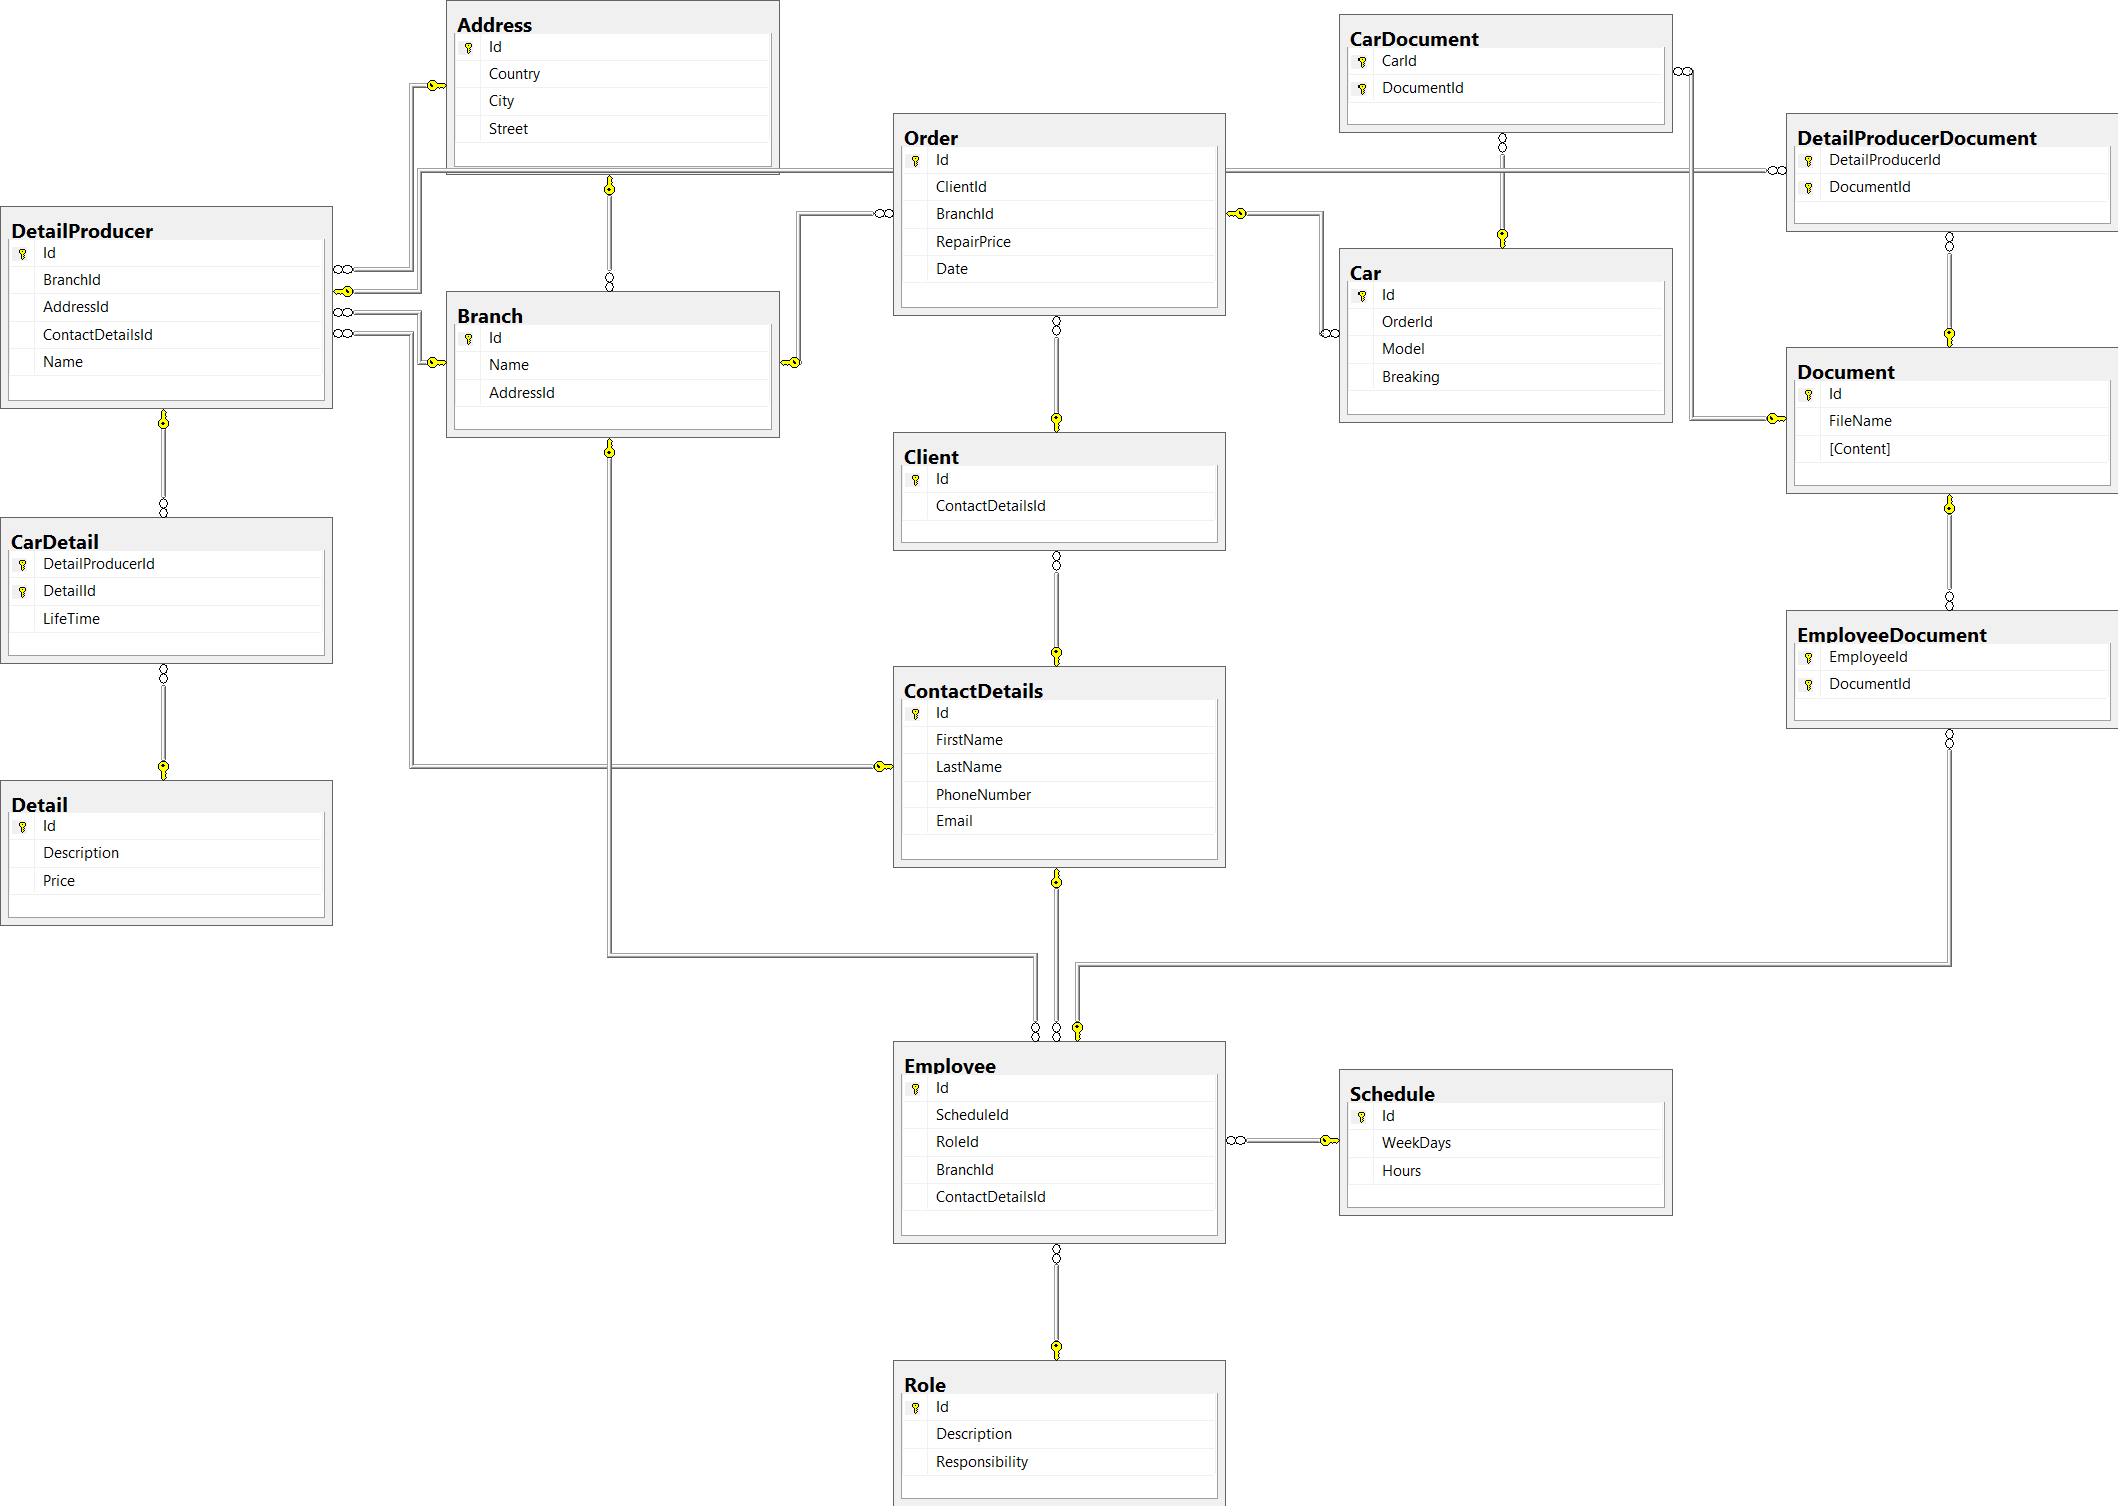 Address
Id
Country
City
Street
CarDocument
CarId
DocumentId
Order
Id
ClientId
BranchId
RepairPrice
Date
DetailProducerDocument
DetailProducerId
DocumentId
DetailProducer
Id
BranchId
AddressId
ContactDetailsId
Name
Branch
Id
Name
AddressId
Car
Id
OrderId
Model
Breaking
Document
Id
FileName
[Content]
Client
Id
ContactDetailsId
CarDetail
DetailProducerId
DetailId
LifeTime
EmployeeDocument
EmployeeId
DocumentId
ContactDetails
Id
FirstName
LastName
PhoneNumber
Email
Detail
Id
Description
Price
Employee
Id
ScheduleId
RoleId
BranchId
ContactDetailsId
Schedule
Id
WeekDays
Hours
Role
Id
Description
Responsibility